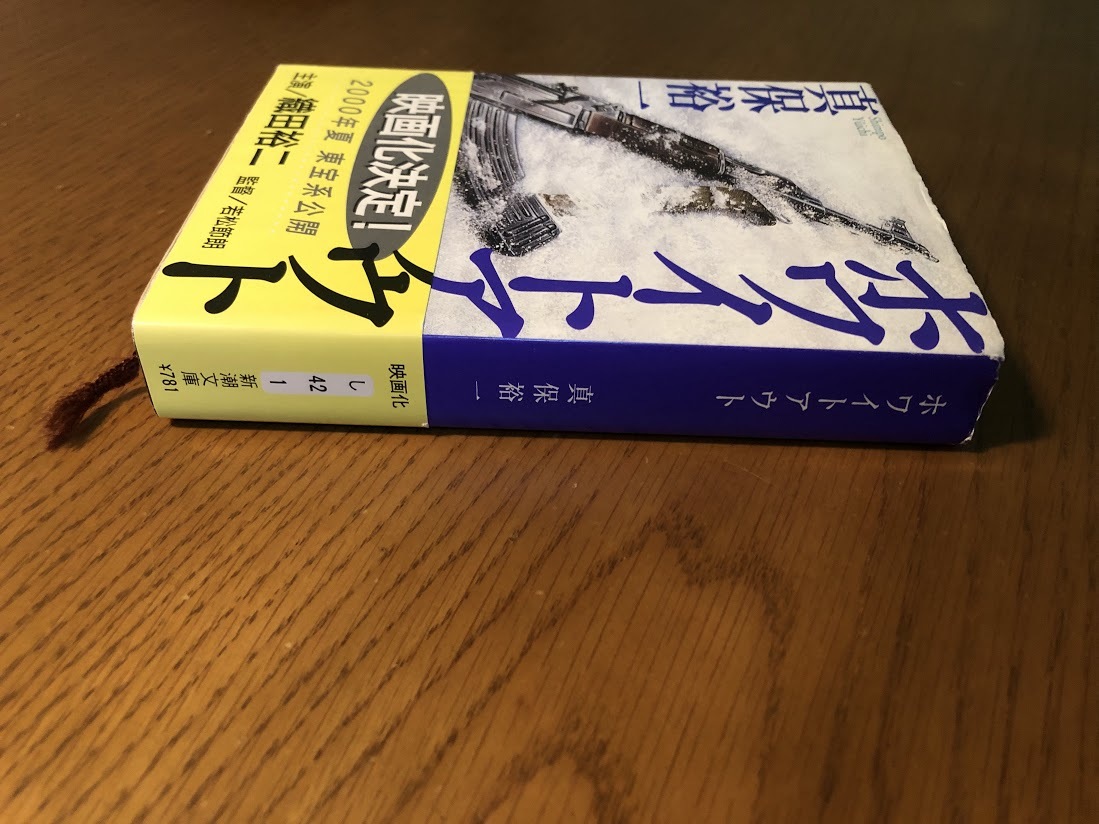 真保裕一
Shimpo
Yuichi
ホワイトアウト
映画化決定!
2000年夏 東宝系公開
主演/織田裕二 監督/若松節朗
ホワイトアウト
真保裕一
映画化
し
42
1
新潮文庫
¥781